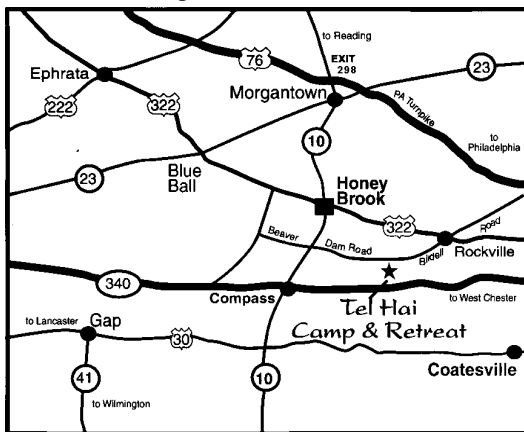 to Reading
EXIT
298
76
23
Ephrata
Morgantown
PA Turnpike
222
322
10
to
Philadelphia
Blue
Ball
23
Honey
Brook
322
Road
Beaver Dam Road
Birdell
Rockville
340
Compass
to West Chester
Tel Hai
Camp & Retreat
to Lancaster
Gap
30
Coatesville
41
10
to Wilmington